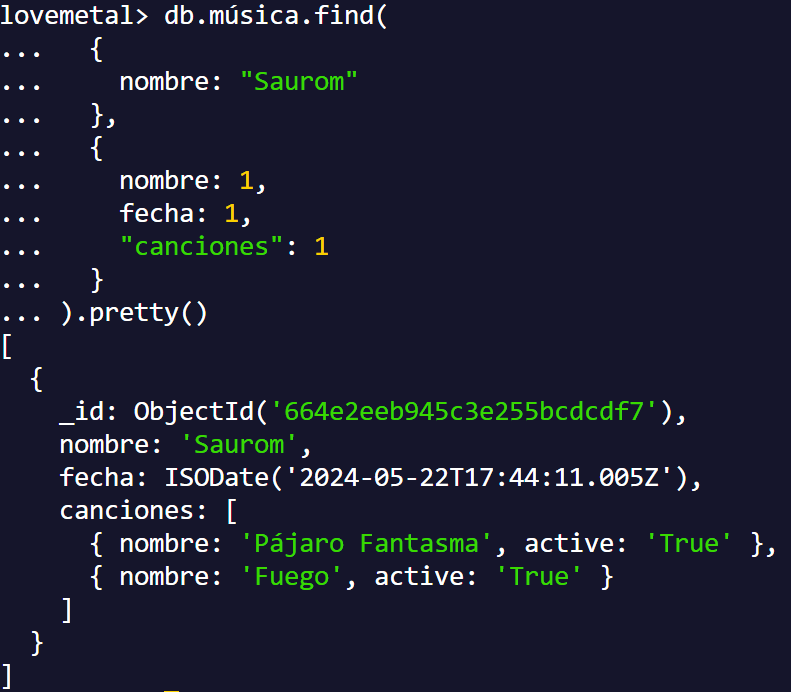 lovemetal> db.música.find(
...   {
...     nombre: "Saurom"
...   },
...   {
...     nombre: 1,
...     fecha: 1,
...     "canciones": 1
...   }
... ).pretty()
[
  {
    _id: ObjectId('664e2eeb945c3e255bcdcdf7'),
    nombre: 'Saurom',
    fecha: ISODate('2024-05-22T17:44:11.005Z'),
    canciones: [
      { nombre: 'Pájaro Fantasma', active: 'True' },
      { nombre: 'Fuego', active: 'True' }
    ]
  }
]